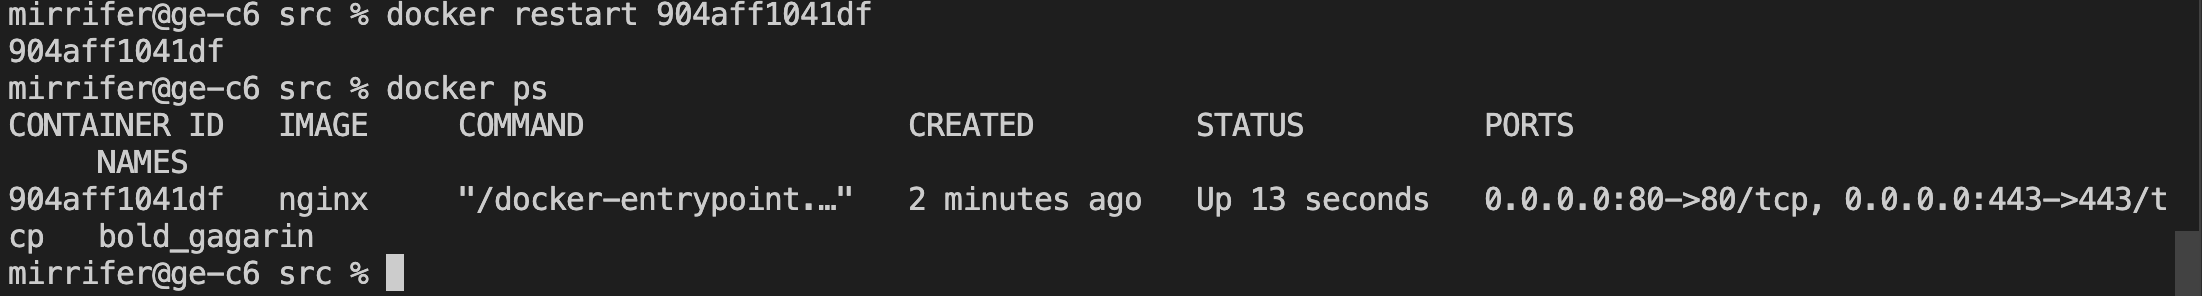 mirrifer@ge-c6 src % docker restart 904aff1041df
904aff1041df
mirrifer@ge-c6 src % docker ps
CONTAINER ID   IMAGE     COMMAND                  CREATED         STATUS          PORTS
     NAMES
904aff1041df   nginx     "/docker-entrypoint.…"   2 minutes ago   Up 13 seconds   0.0.0.0:80->80/tcp, 0.0.0.0:443->443/t
cp   bold_gagarin
mirrifer@ge-c6 src %